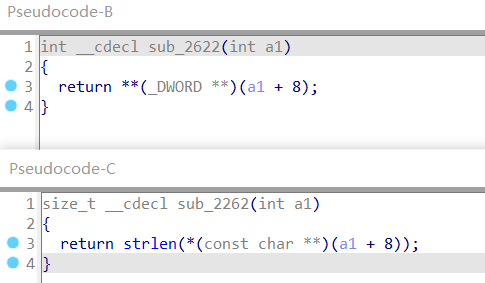 Pseudocode-B
1 int __cdecl sub_2622(int a1)
2 {
3 return **(_DWORD **)(a1 + 8);
4 }
Pseudocode-C
1 size_t __cdecl sub_2262(int a1)
2 {
3 return strlen(*(const char **)(a1 + 8));
4 }